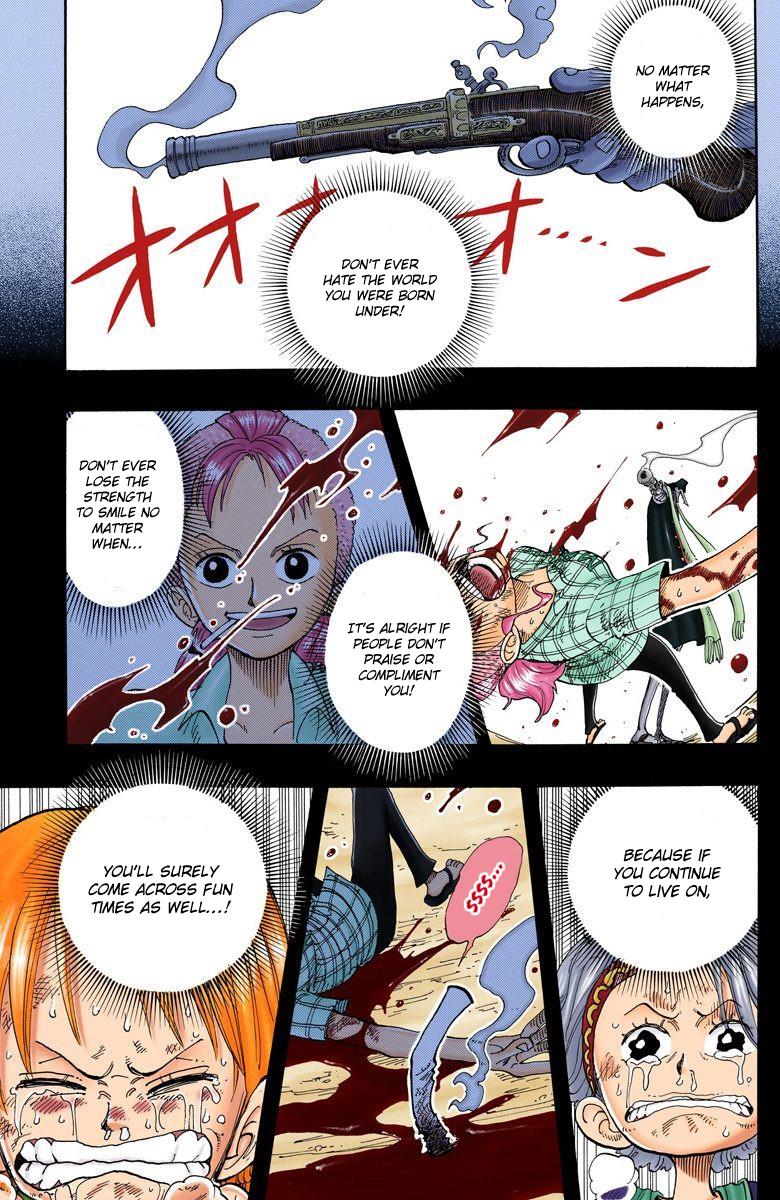 NO MATTER
WHAT
HAPPENS,
DON'T EVER
HATE THE WORLD
YOU WERE BORN
UNDER!
オオオオ....ン
IT'S ALRIGHT IF
PEOPLE DON'T
PRAISE OR
COMPLIMENT
YOU!
DON'T EVER
LOSE THE
STRENGTH
TO SMILE NO
MATTER
WHEN...
BECAUSE IF
YOU CONTINUE
TO LIVE ON,
SSSS...
YOU'LL SURELY
COME ACROSS FUN
TIMES AS WELL...!